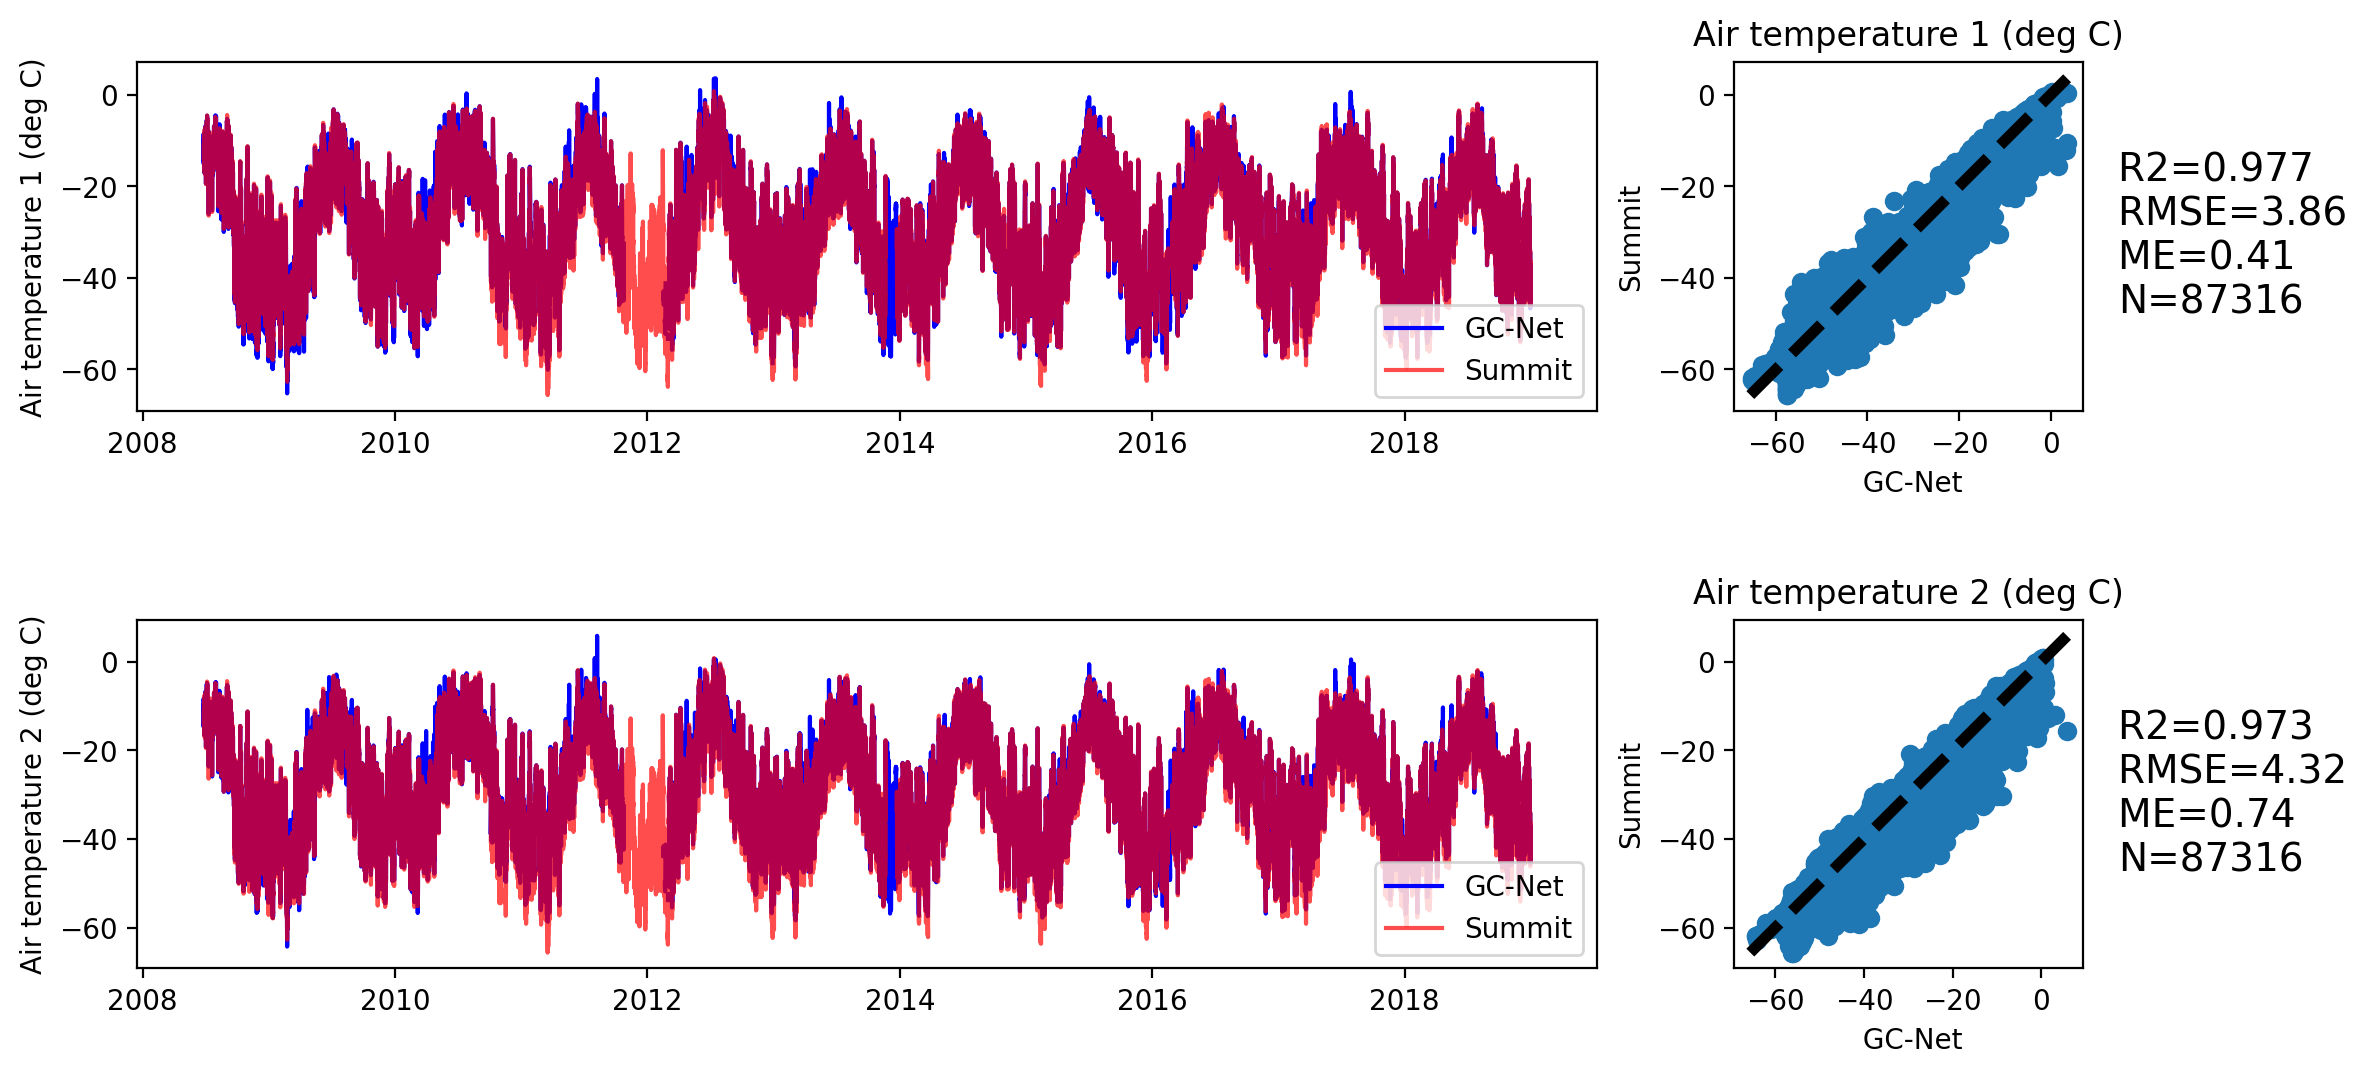 Air temperature 1 (deg C)
0
−20
−40
−60
2008
2010
2012
2014
2016
2018
GC-Net
Summit
Air temperature 1 (deg C)
Summit
0
−20
−40
−60
−60
−40
−20
0
GC-Net
R2=0.977
RMSE=3.86
ME=0.41
N=87316
Air temperature 2 (deg C)
0
−20
−40
−60
2008
2010
2012
2014
2016
2018
GC-Net
Summit
Air temperature 2 (deg C)
Summit
0
−20
−40
−60
−60
−40
−20
0
GC-Net
R2=0.973
RMSE=4.32
ME=0.74
N=87316